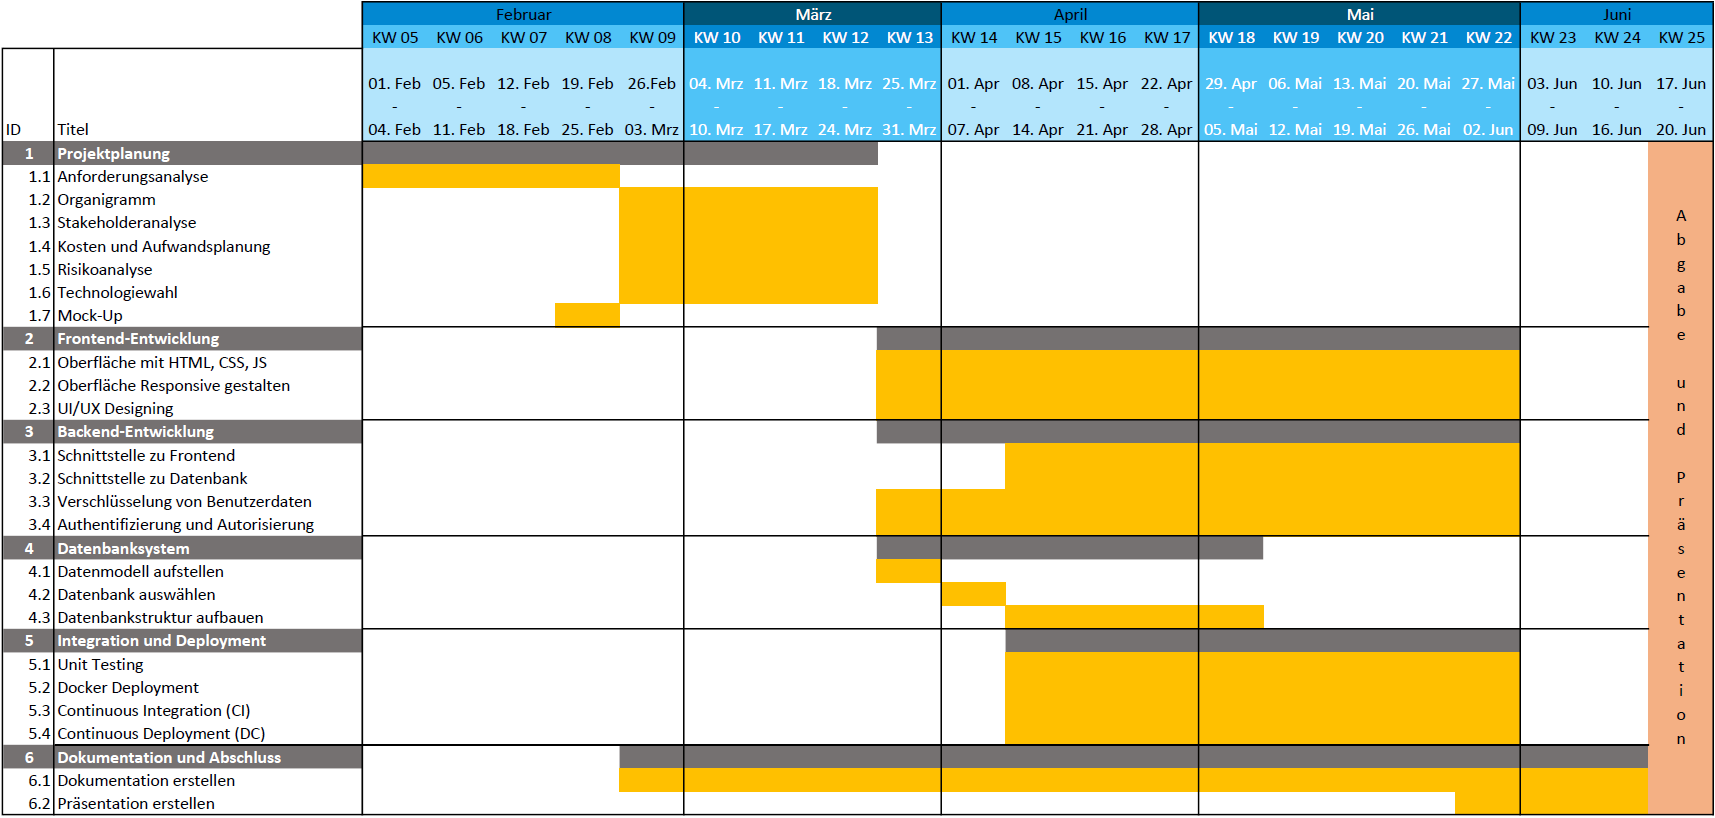 Februar März April Mai Juni
KW 05 KW 06 KW 07 KW 08 KW 09 KW 10 KW 11 KW 12 KW 13 KW 14 KW 15 KW 16 KW 17 KW 18 KW 19 KW 20 KW 21 KW 22 KW 23 KW 24 KW 25
01. Feb 05. Feb 12. Feb 19. Feb 26.Feb 04. Mrz 11. Mrz 18. Mrz 25. Mrz 01. Apr 08. Apr 15. Apr 22. Apr 29. Apr 06. Mai 13. Mai 20. Mai 27. Mai 03. Jun 10. Jun 17. Jun
- - - - - - - - - - - - - - - - - - - - -
ID Titel 04. Feb 11. Feb 18. Feb 25. Feb 03. Mrz 10. Mrz 17. Mrz 24. Mrz 31. Mrz 07. Apr 14. Apr 21. Apr 28. Apr 05. Mai 12. Mai 19. Mai 26. Mai 02. Jun 09. Jun 16. Jun 20. Jun
1 Projektplanung
1.1 Anforderungsanalyse
1.2 Organigramm
1.3 Stakeholderanalyse
1.4 Kosten und Aufwandsplanung
1.5 Risikoanalyse
1.6 Technologiewahl
1.7 Mock-Up
2 Frontend-Entwicklung
2.1 Oberfläche mit HTML, CSS, JS
2.2 Oberfläche Responsive gestalten
2.3 UI/UX Designing
3 Backend-Entwicklung
3.1 Schnittstelle zu Frontend
3.2 Schnittstelle zu Datenbank
3.3 Verschlüsselung von Benutzerdaten
3.4 Authentifizierung und Autorisierung
4 Datenbanksystem
4.1 Datenmodell aufstellen
4.2 Datenbank auswählen
4.3 Datenbankstruktur aufbauen
5 Integration und Deployment
5.1 Unit Testing
5.2 Docker Deployment
5.3 Continuous Integration (CI)
5.4 Continuous Deployment (DC)
6 Dokumentation und Abschluss
6.1 Dokumentation erstellen
6.2 Präsentation erstellen
Abgabe und Präsentation